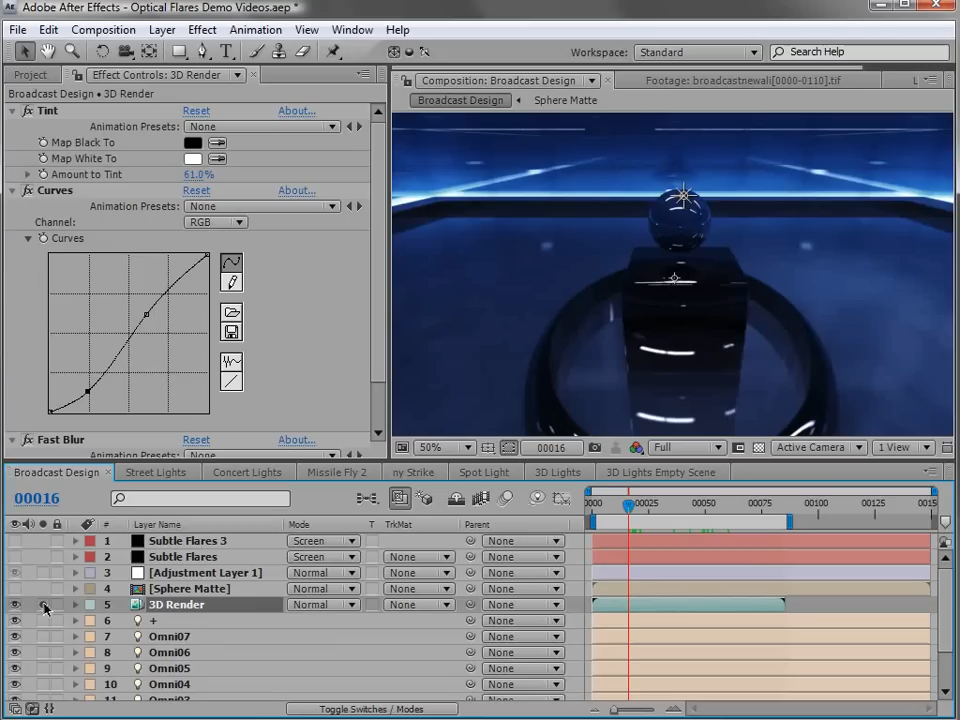 Adobe After Effects - Optical Flares Demo Videos.aep *
File Edit Composition Layer Effect Animation View Window Help
Workspace: Standard Search Help
Project Effect Controls: 3D Render
Composition: Broadcast Design Footage: broadcastnewali[0000-0110].tif L
Broadcast Design • 3D Render
Broadcast Design Sphere Matte
fx Tint Reset About...
Animation Presets: None
Map Black To
Map White To
Amount to Tint 61.0%
fx Curves Reset About...
Animation Presets: None
Channel: RGB
Curves
fx Fast Blur Reset About...
50% 00016 Full Active Camera 1 View
Broadcast Design Street Lights Concert Lights Missile Fly 2 ny Strike Spot Light 3D Lights 3D Lights Empty Scene
00016 0000 00025 00050 00075 00100 00125 0015
# Layer Name Mode T TrkMat Parent
1 Subtle Flares 3 Screen None
2 Subtle Flares Screen None None
3 [Adjustment Layer 1] Normal None None
4 [Sphere Matte] Normal None None
5 3D Render Normal None None
6 + None
7 Omni07 None
8 Omni06 None
9 Omni05 None
10 Omni04 None
Toggle Switches / Modes